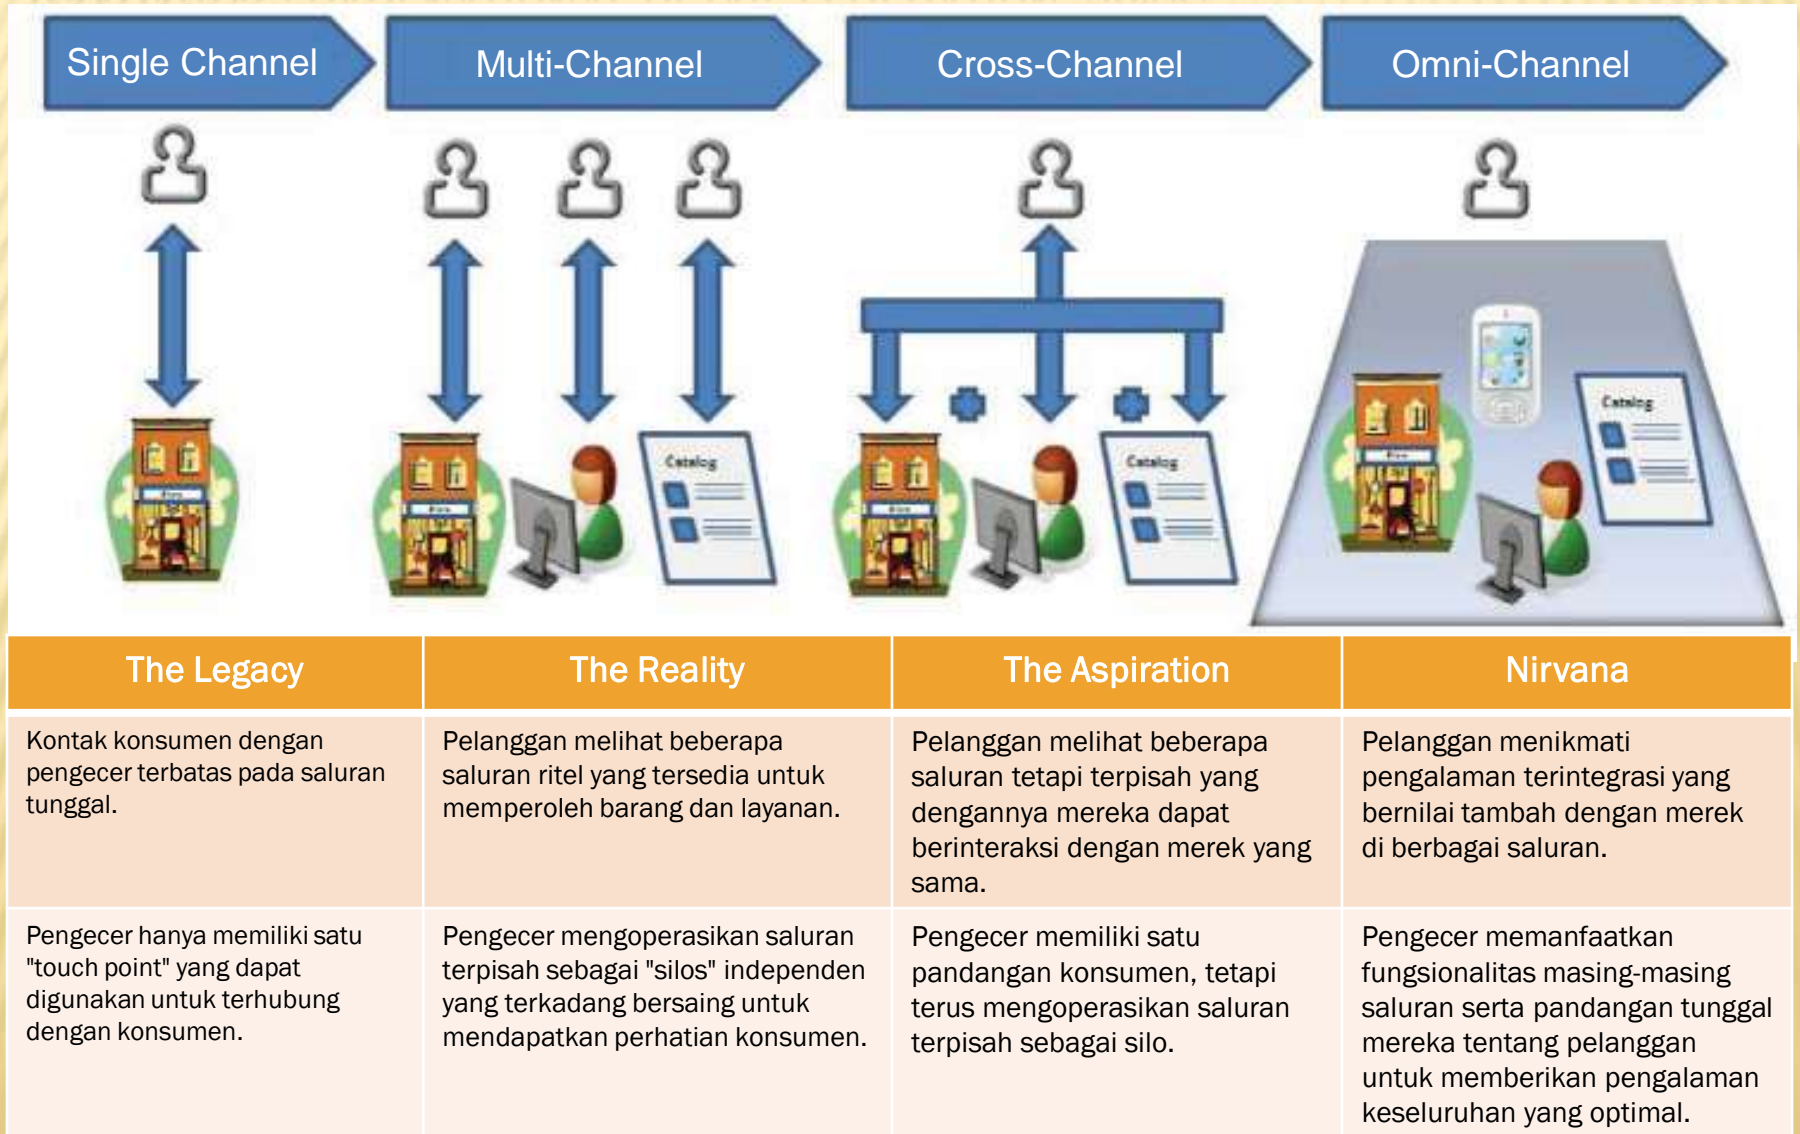 Single Channel
Multi-Channel
Cross-Channel
Omni-Channel
Catalog
Catalog
Catalog
The Legacy
The Reality
The Aspiration
Nirvana
Kontak konsumen dengan
pengecer terbatas pada saluran
tunggal.
Pelanggan melihat beberapa
saluran ritel yang tersedia untuk
memperoleh barang dan layanan.
Pelanggan melihat beberapa
saluran tetapi terpisah yang
dengannya mereka dapat
berinteraksi dengan merek yang
sama.
Pelanggan menikmati
pengalaman terintegrasi yang
bernilai tambah dengan merek
di berbagai saluran.
Pengecer hanya memiliki satu
"touch point" yang dapat
digunakan untuk terhubung
dengan konsumen.
Pengecer mengoperasikan saluran
terpisah sebagai "silos" independen
yang terkadang bersaing untuk
mendapatkan perhatian konsumen.
Pengecer memiliki satu
pandangan konsumen, tetapi
terus mengoperasikan saluran
terpisah sebagai silo.
Pengecer memanfaatkan
fungsionalitas masing-masing
saluran serta pandangan tunggal
mereka tentang pelanggan
untuk memberikan pengalaman
keseluruhan yang optimal.